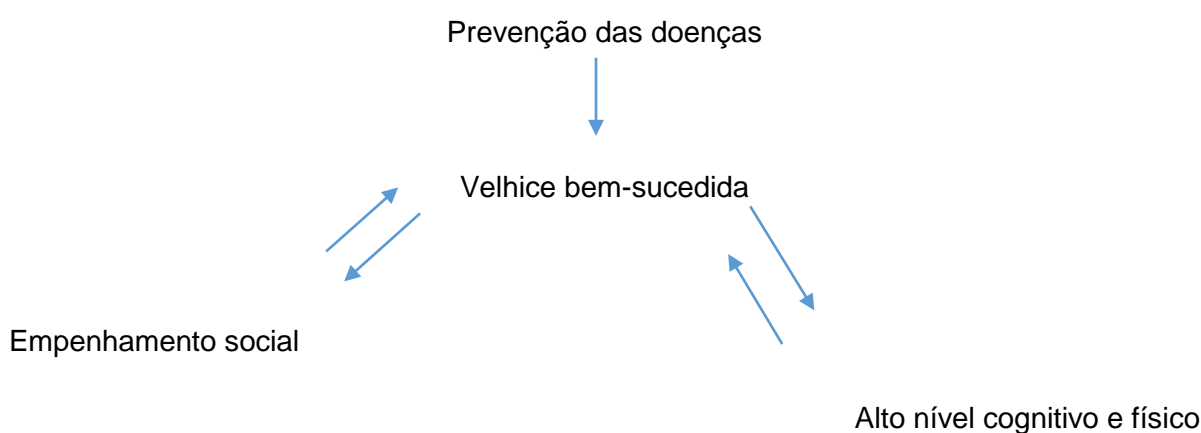 Prevenção das doenças
Velhice bem-sucedida
Empenhamento social
Alto nível cognitivo e físico